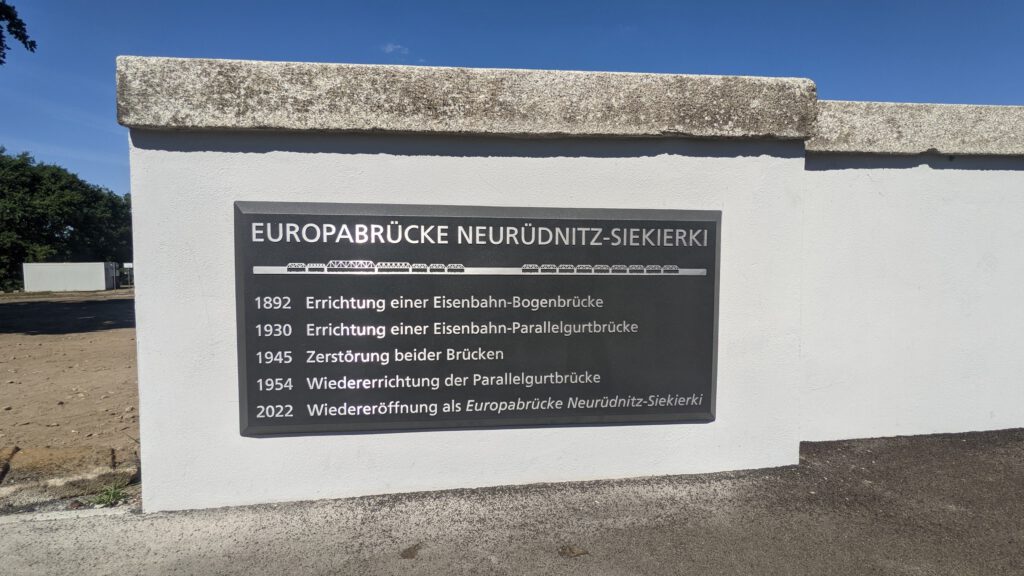 EUROPABRÜCKE NEURÜDNITZ-SIEKIERKI
1892 Errichtung einer Eisenbahn-Bogenbrücke
1930 Errichtung einer Eisenbahn-Parallelgurtbrücke
1945 Zerstörung beider Brücken
1954 Wiedererrichtung der Parallelgurtbrücke
2022 Wiedereröffnung als Europabrücke Neurüdnitz-Siekierki